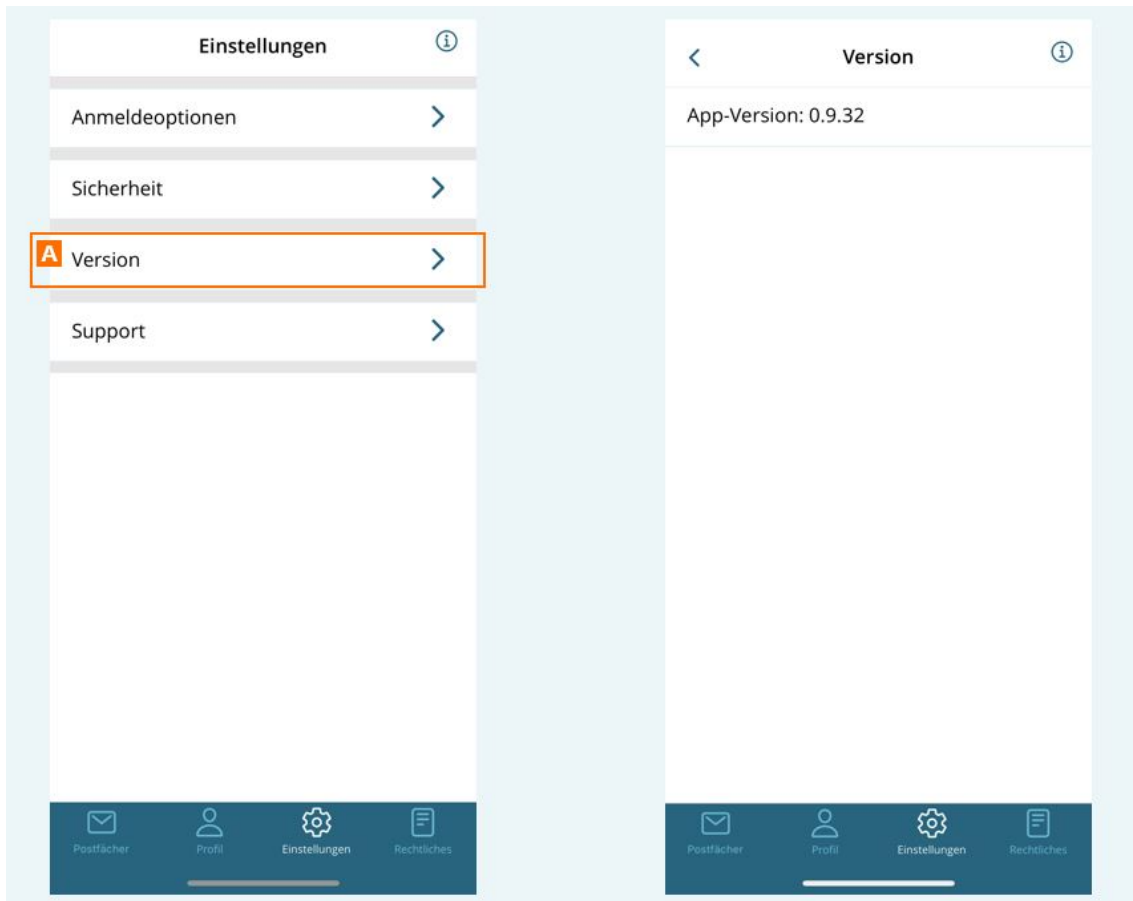 Einstellungen
Anmeldeoptionen
Sicherheit
A Version
Support
Postfächer Profil Einstellungen Rechtliches
Version
App-Version: 0.9.32
Postfächer Profil Einstellungen Rechtliches